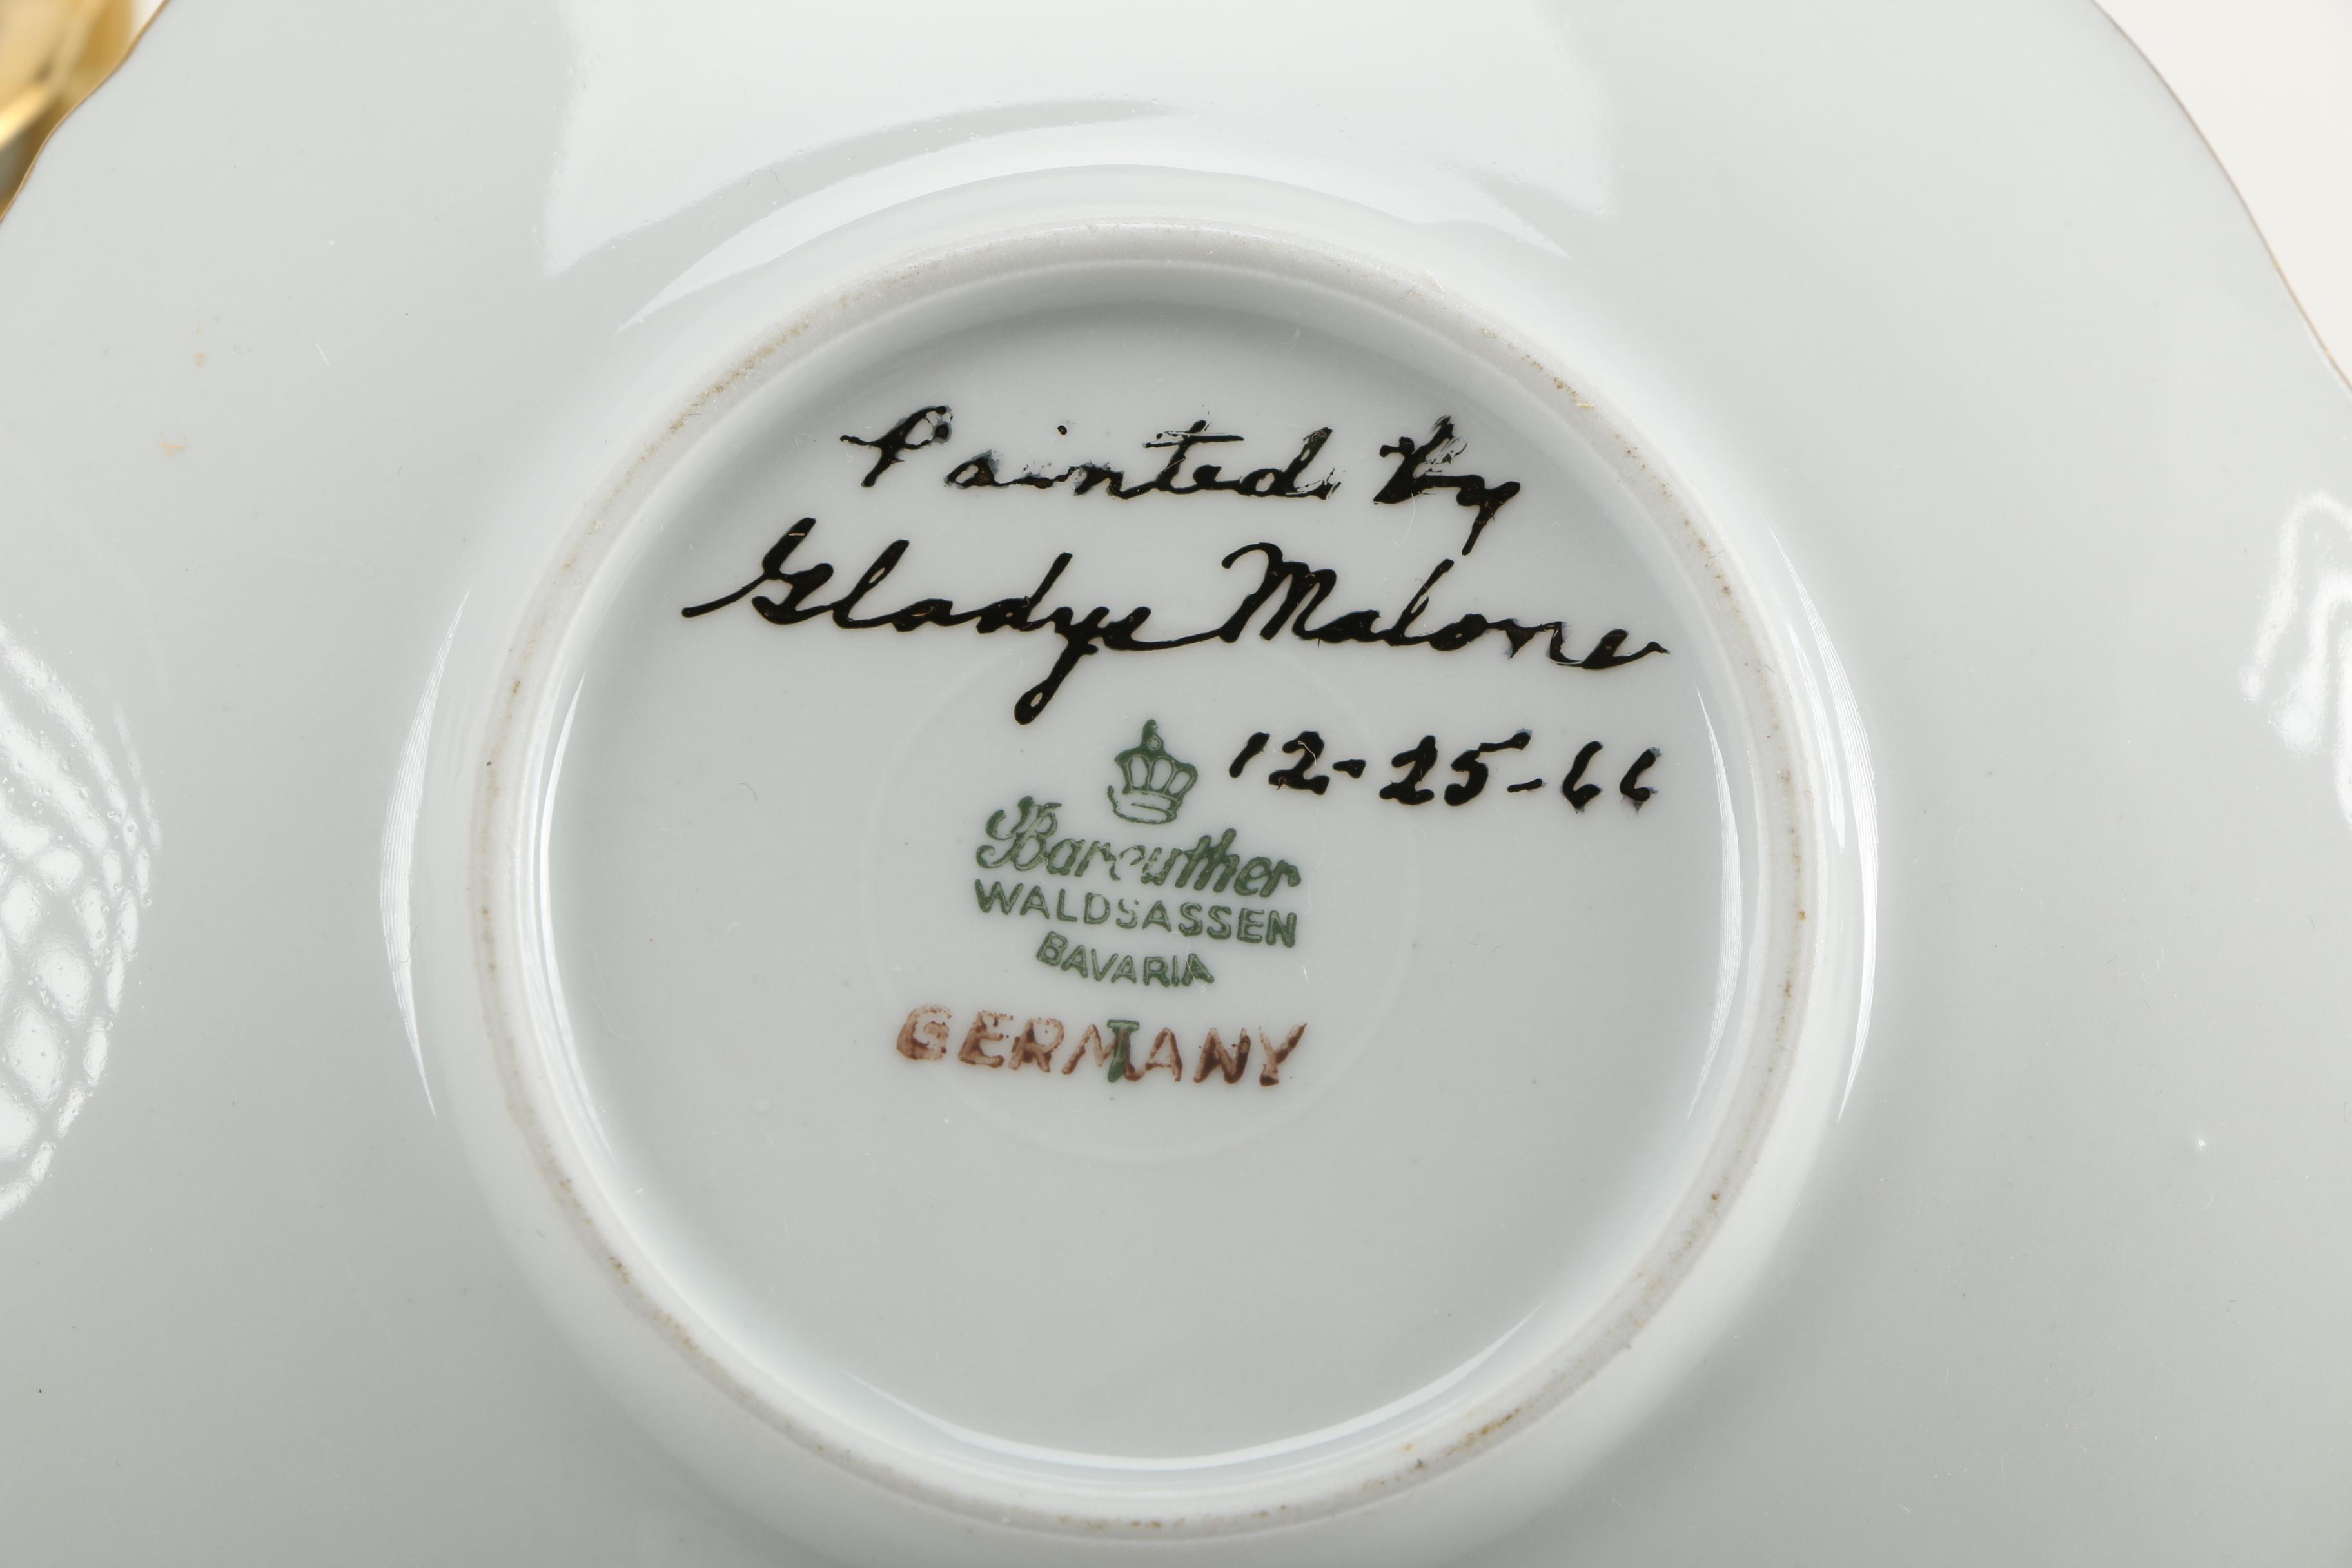 Painted By
Gladys Malone
12-25-66
Bareuther
WALDSASSEN
BAVARIA
T
GERMANY